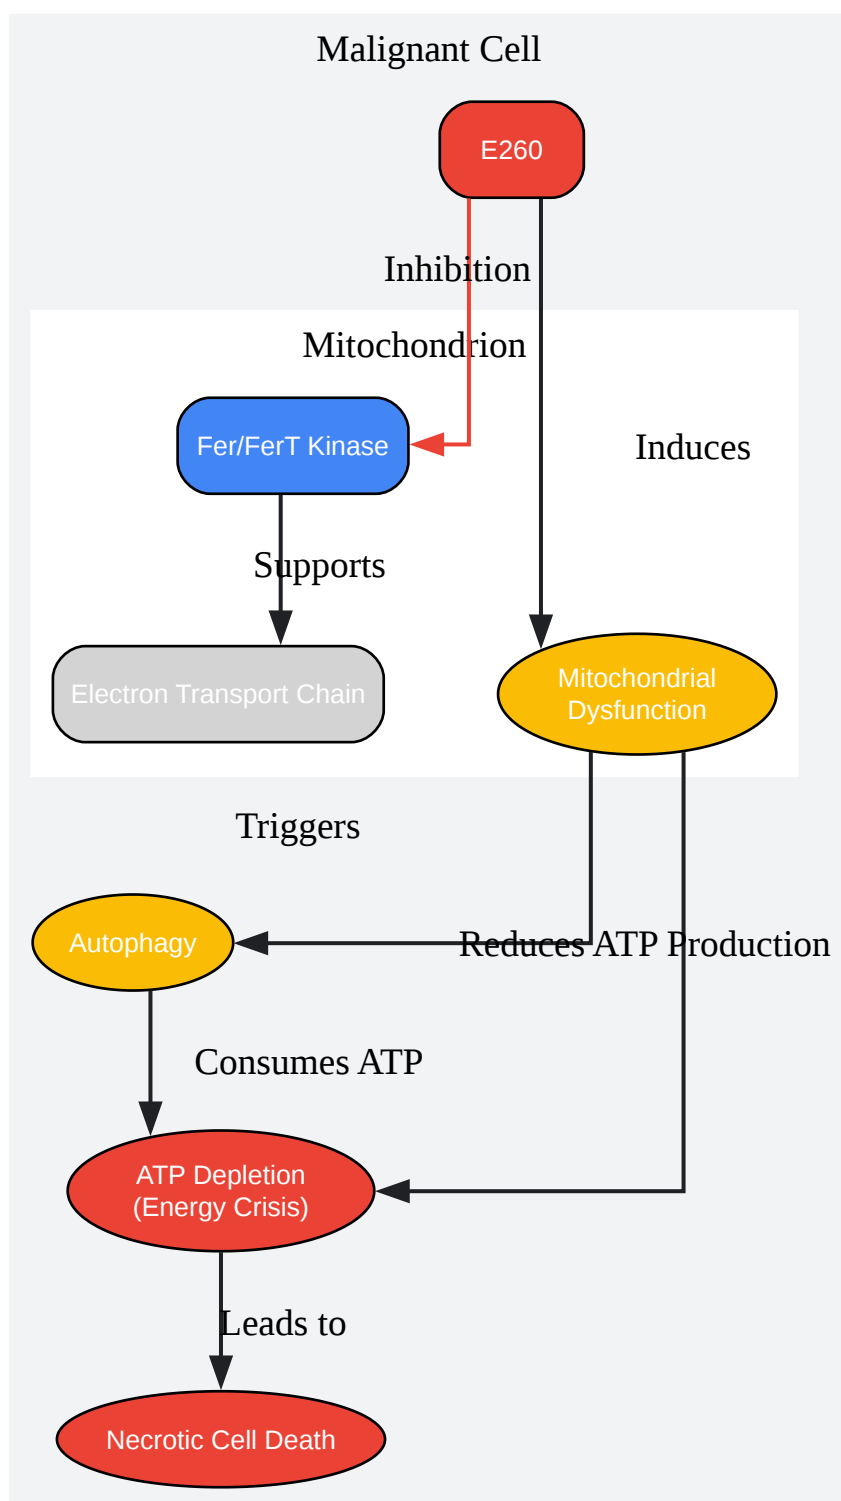 Malignant Cell
E260
Inhibition
Mitochondrion
Fer/FerT Kinase
Induces
Supports
Electron Transport Chain
Mitochondrial
Dysfunction
Triggers
Autophagy
Reduces ATP Production
Consumes ATP
ATP Depletion
(Energy Crisis)
Leads to
Necrotic Cell Death